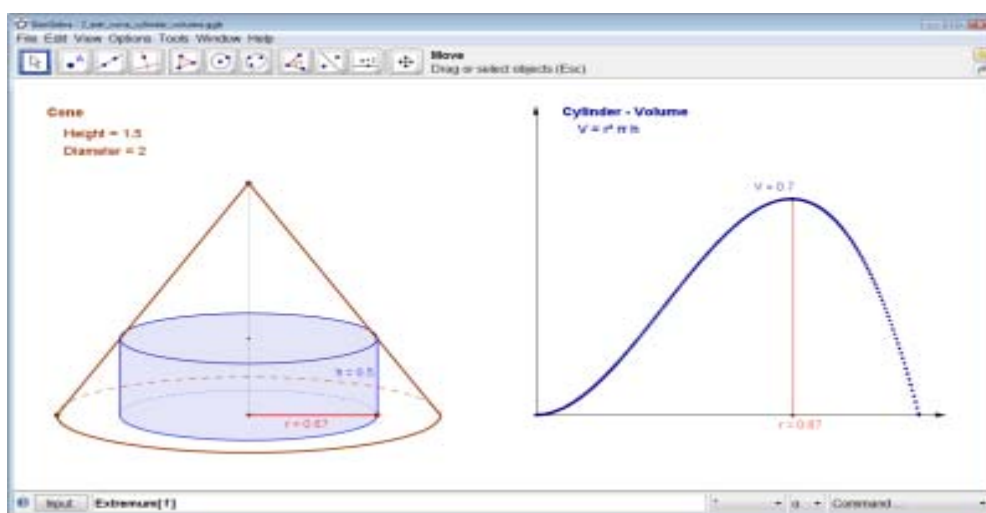 File Edit View Options Tools Window Help
Move
Drag or select objects (Esc)
Cone
Height = 1.5
Diameter = 2
h = 0.5
r = 0.67
Cylinder - Volume
V = r² π h
V = 0.7
r = 0.67
Input:
Extremum[f]
Command...